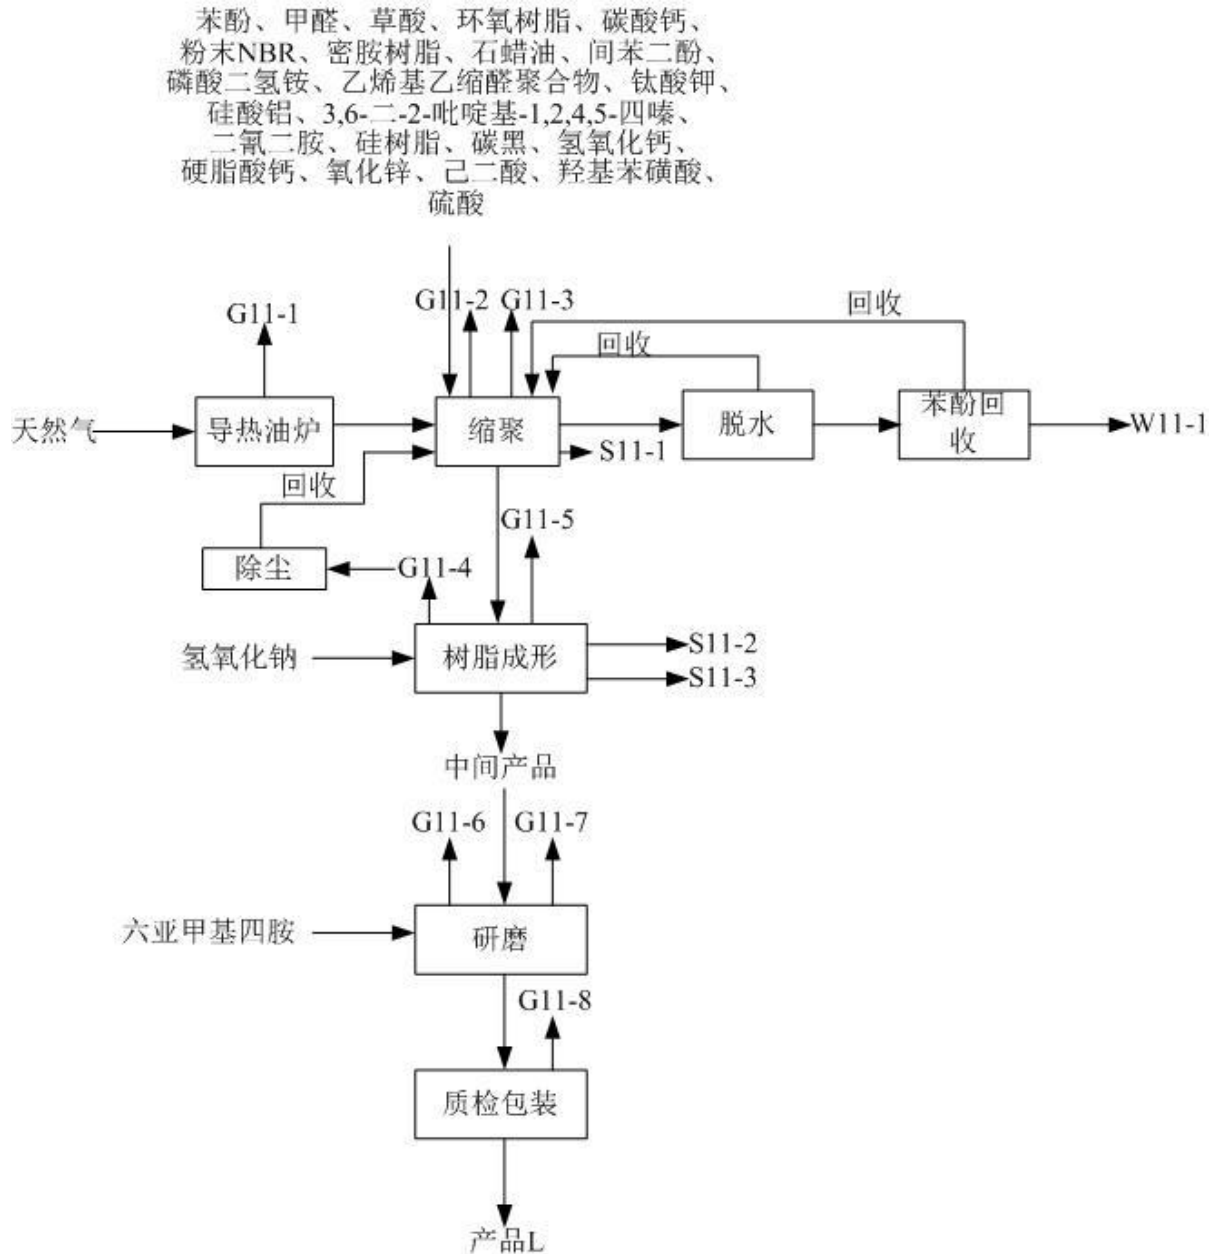 苯酚、甲醛、草酸、环氧树脂、碳酸钙、
粉末NBR、密胺树脂、石蜡油、间苯二酚、
磷酸二氢铵、乙烯基乙缩醛聚合物、钛酸钾、
硅酸铝、3,6-二-2-吡啶基-1,2,4,5-四嗪、
二氰二胺、硅树脂、碳黑、氢氧化钙、
硬脂酸钙、氧化锌、己二酸、羟基苯磺酸、
硫酸
G11-1
G11-2
G11-3
回收
回收
天然气
导热油炉
缩聚
脱水
苯酚回
收
W11-1
S11-1
回收
G11-5
除尘
G11-4
氢氧化钠
树脂成形
S11-2
S11-3
中间产品
G11-6
G11-7
六亚甲基四胺
研磨
G11-8
质检包装
产品L